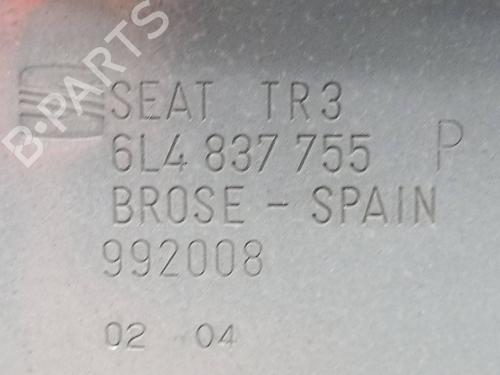 B-PARTS
SEAT TR3
6L4 837 755 P
BROSE - SPAIN
992008
02 04